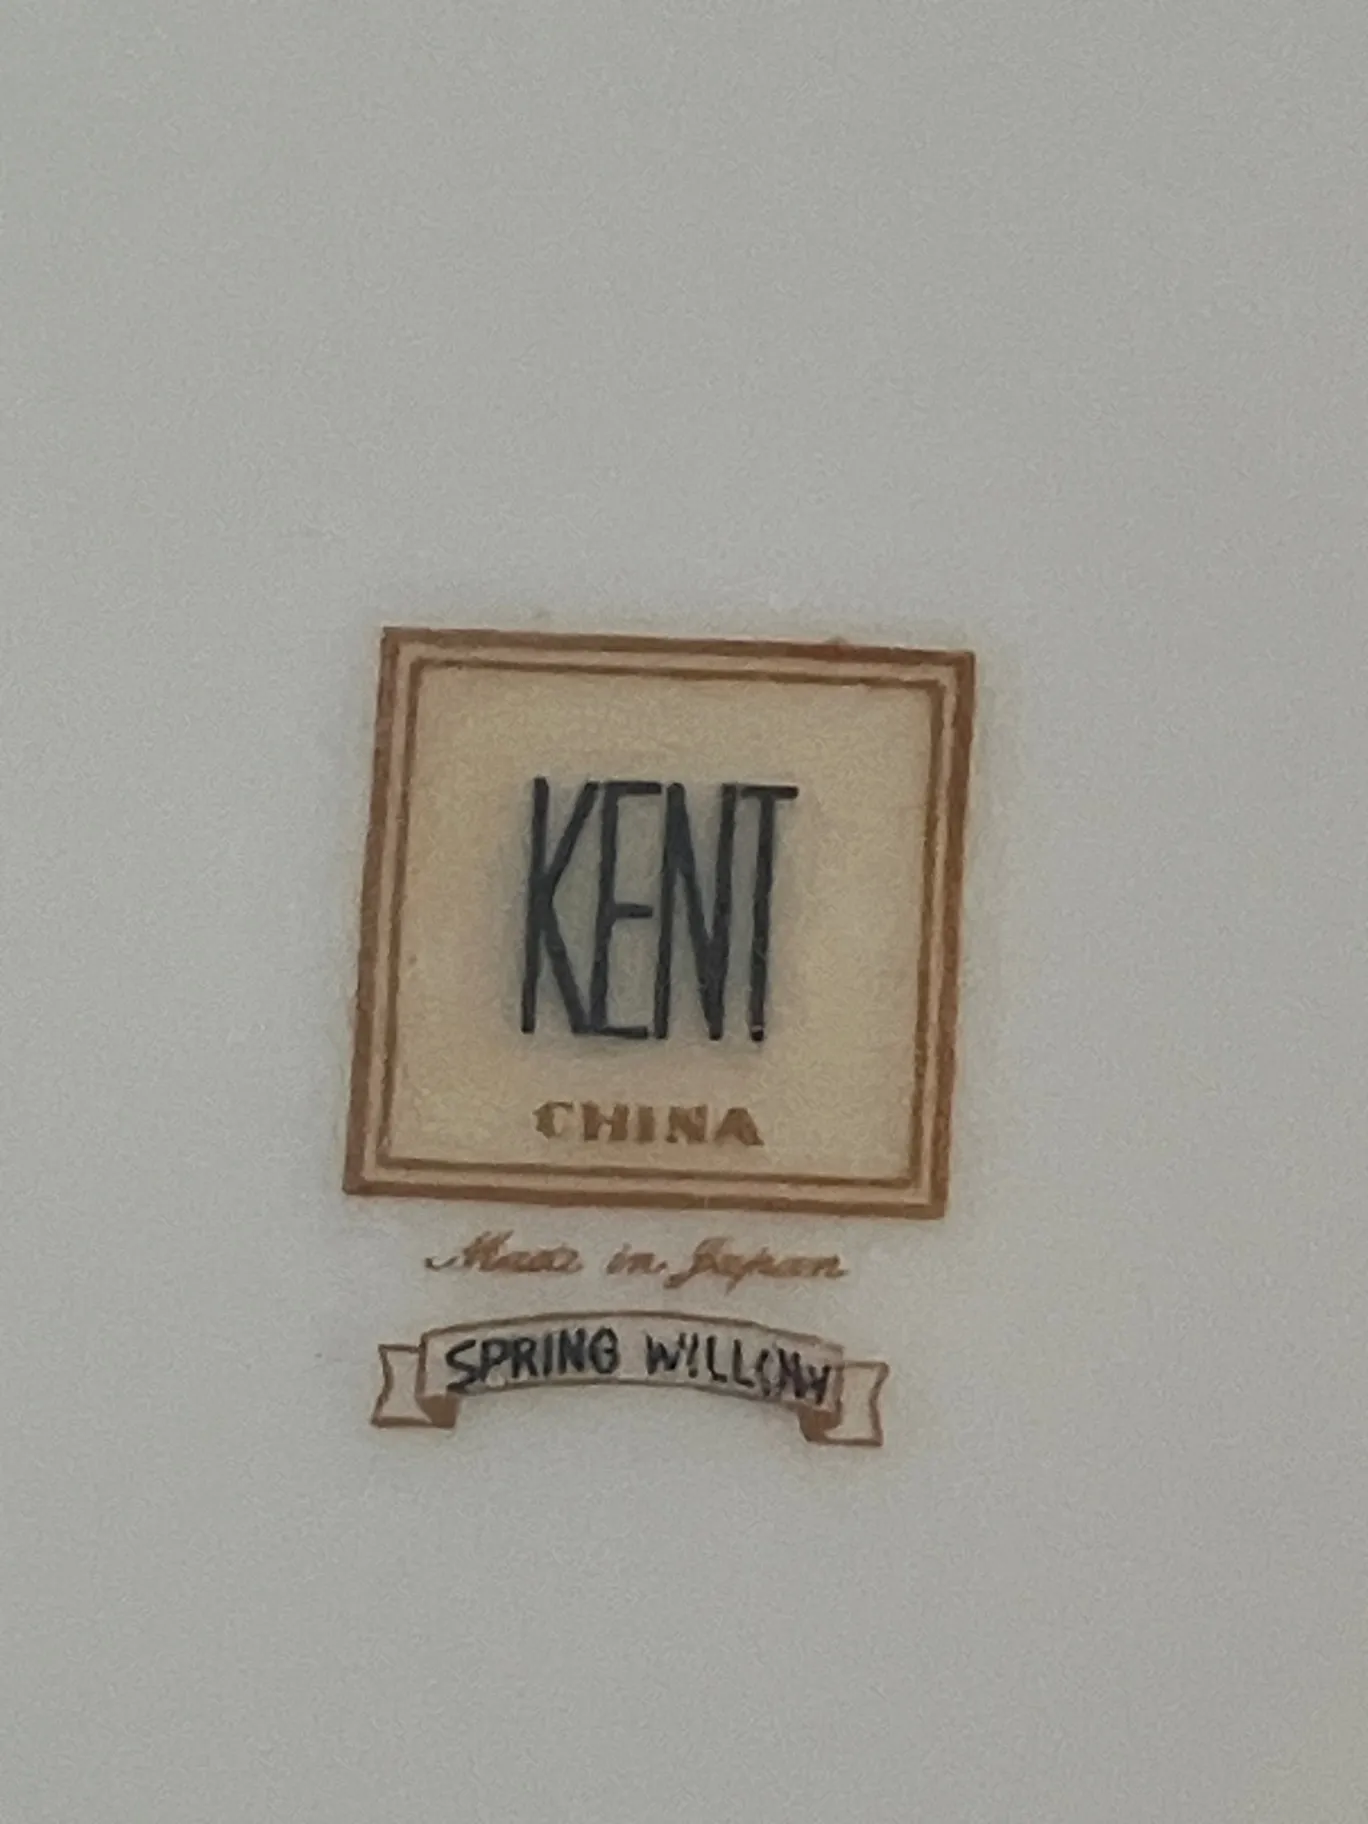 KENT
CHINA
Made in Japan
SPRING WILLOW